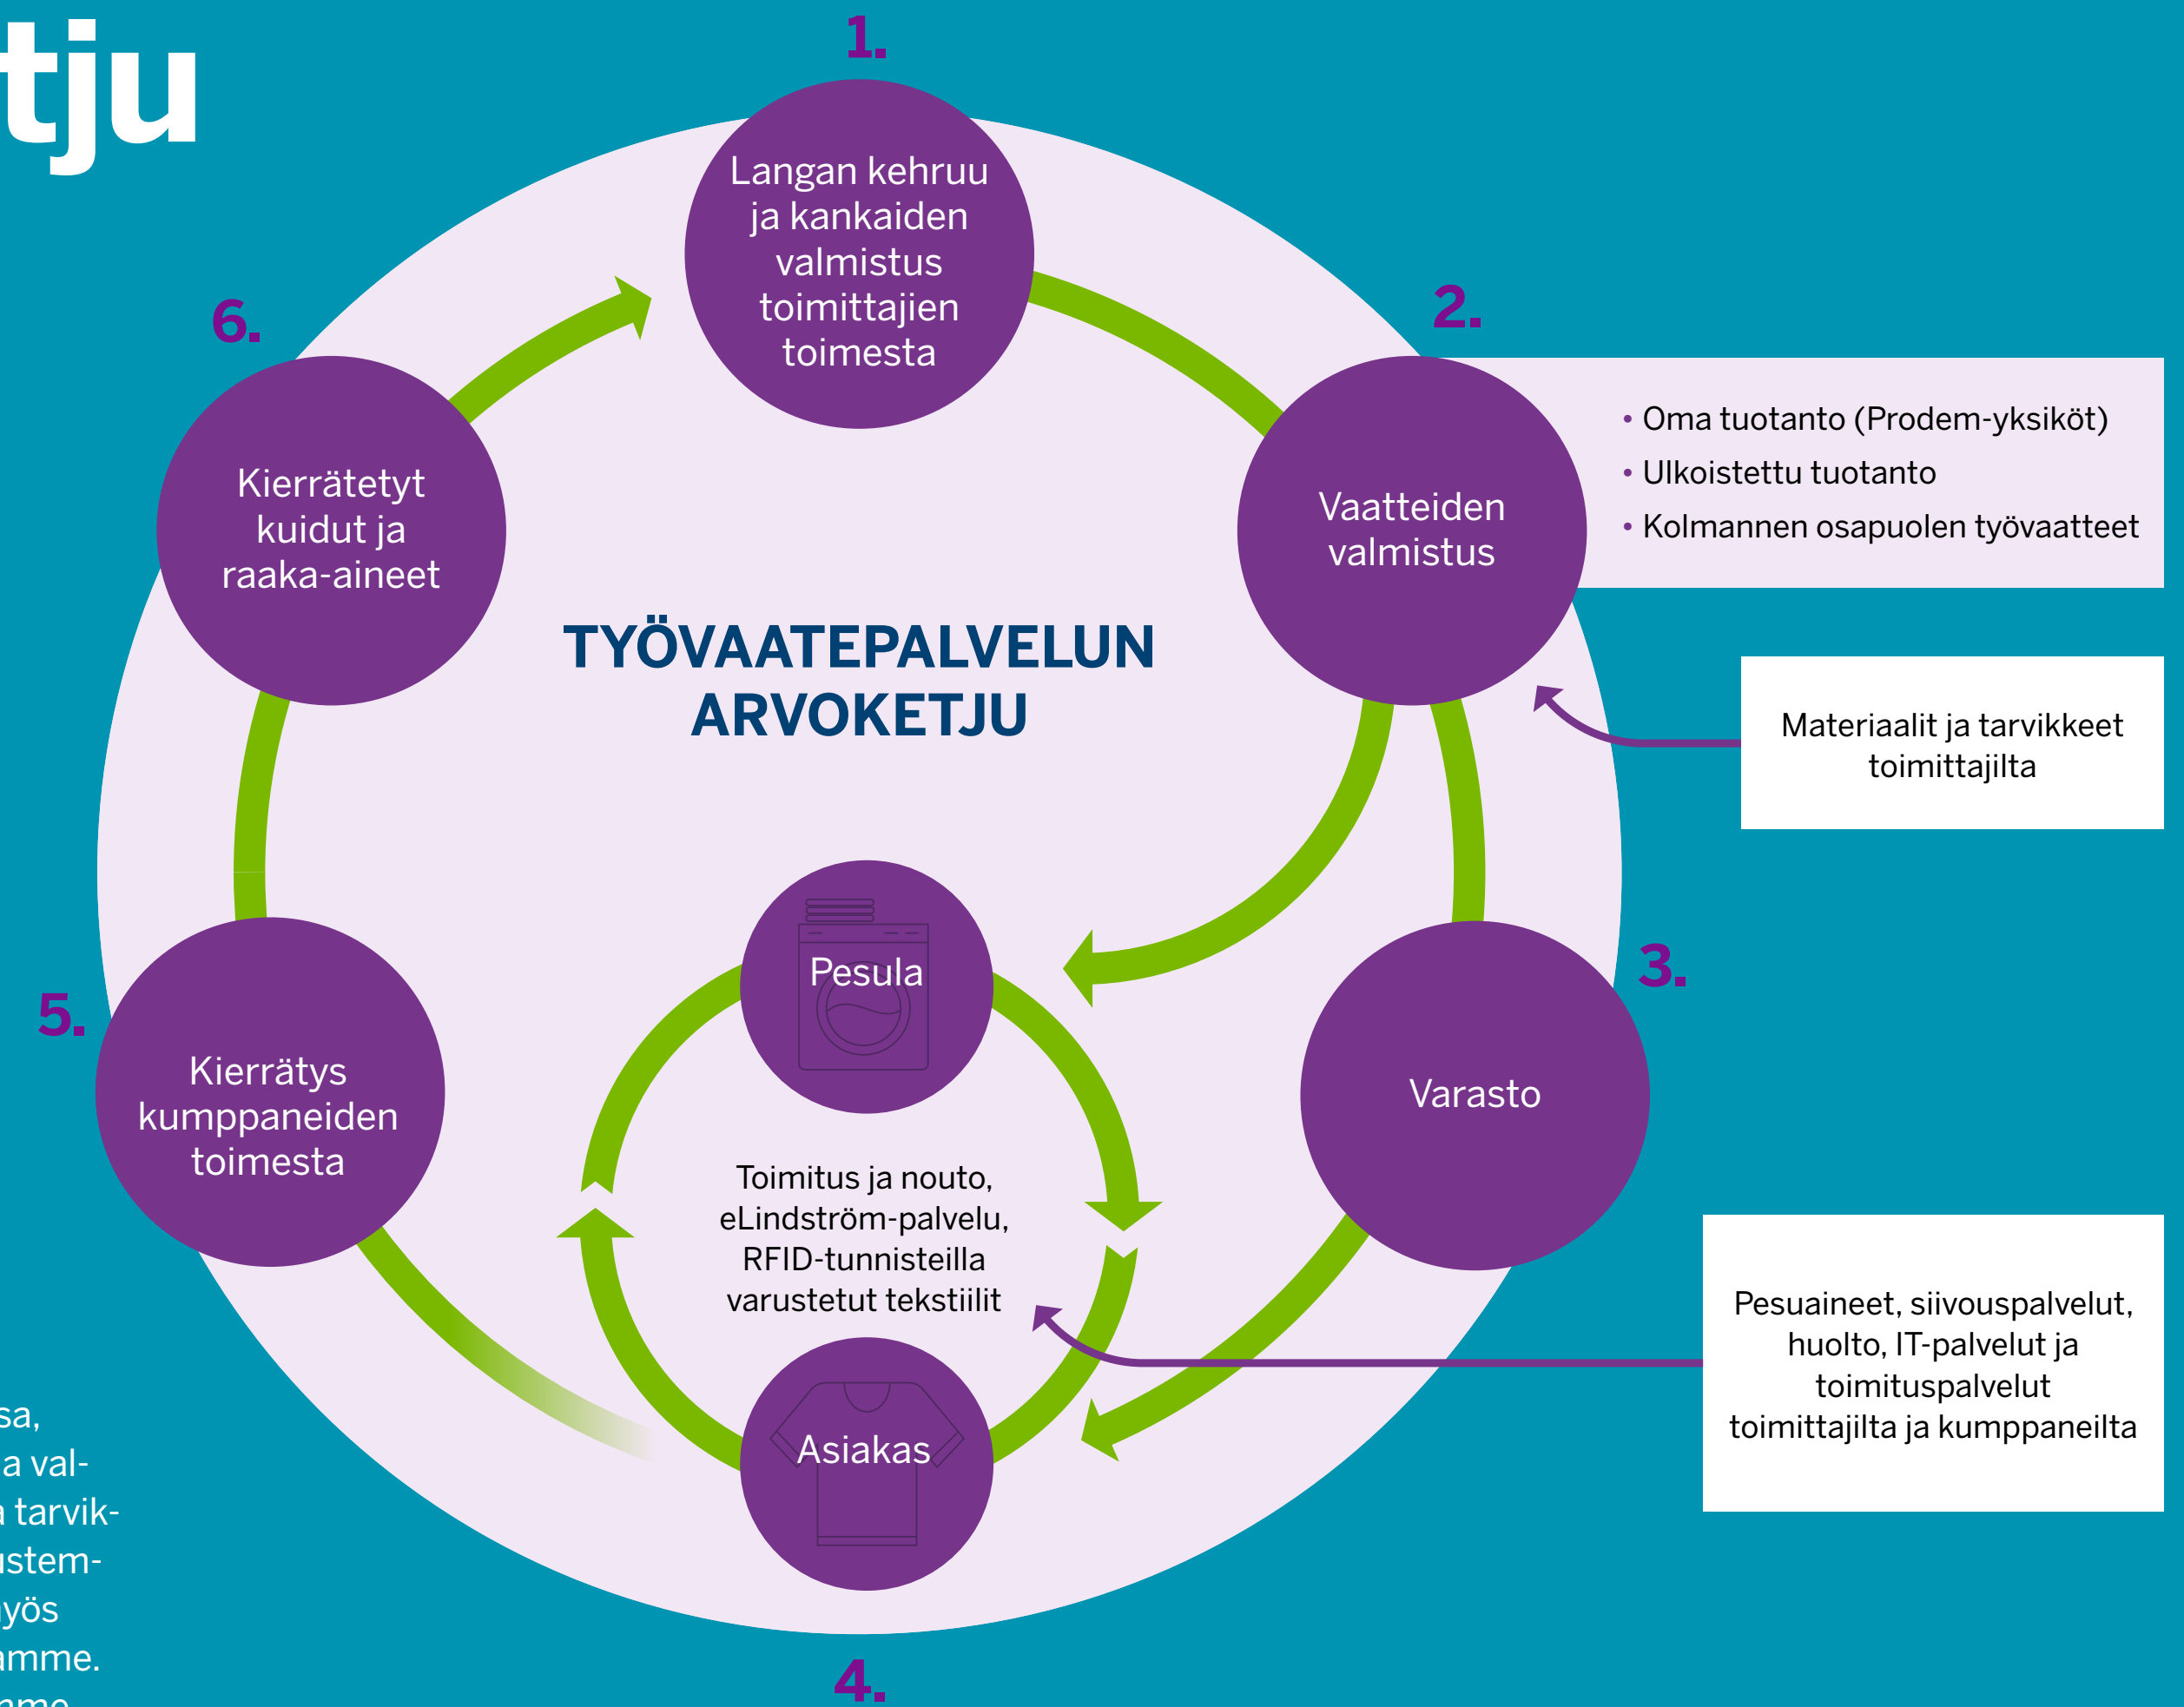 tju
1.
Langan kehruu
ja kankaiden
valmistus
toimittajien
toimesta
2.
Vaatteiden
valmistus
• Oma tuotanto (Prodem-yksiköt)
• Ulkoistettu tuotanto
• Kolmannen osapuolen työvaatteet
Materiaalit ja tarvikkeet
toimittajilta
6.
Kierrätetyt
kuidut ja
raaka-aineet
TYÖVAATEPALVELUN
ARVOKETJU
3.
Varasto
Pesula
Toimitus ja nouto,
eLindström-palvelu,
RFID-tunnisteilla
varustetut tekstiilit
Asiakas
Pesuaineet, siivouspalvelut,
huolto, IT-palvelut ja
toimituspalvelut
toimittajilta ja kumppaneilta
5.
Kierrätys
kumppaneiden
toimesta
4.
sa,
a val-
a tarvik-
ustem-
yös
amme.